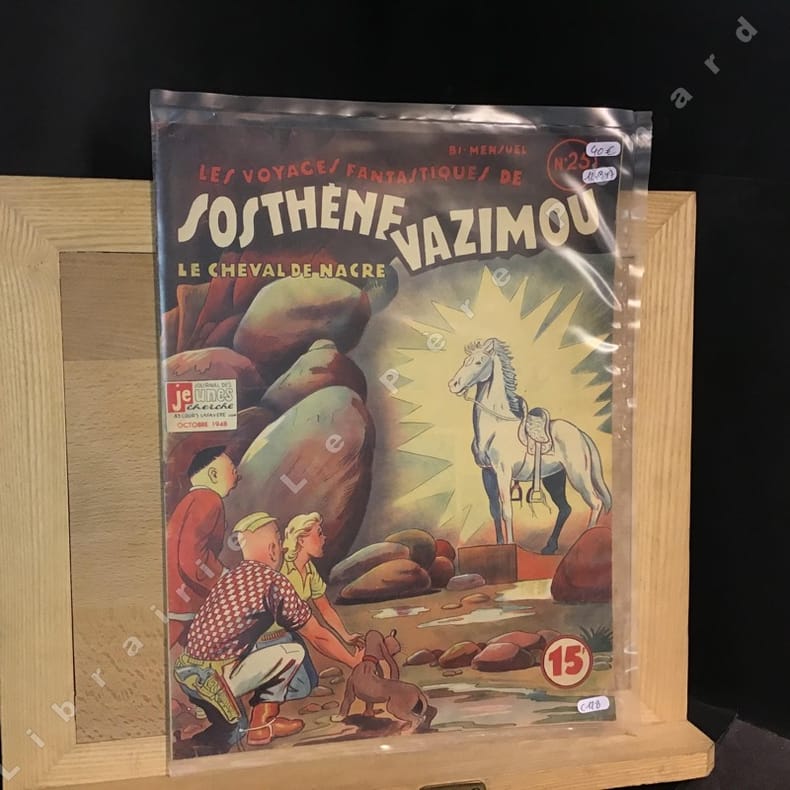 BI-MENSUEL
N°25
40 €
LES VOYAGES FANTASTIQUES DE
SOSTHÈNE
VAZIMOU
LE CHEVAL DE NACRE
JOURNAL DES
jeunes
cherche
OCTOBRE 1948
15F
Librairie Le Père